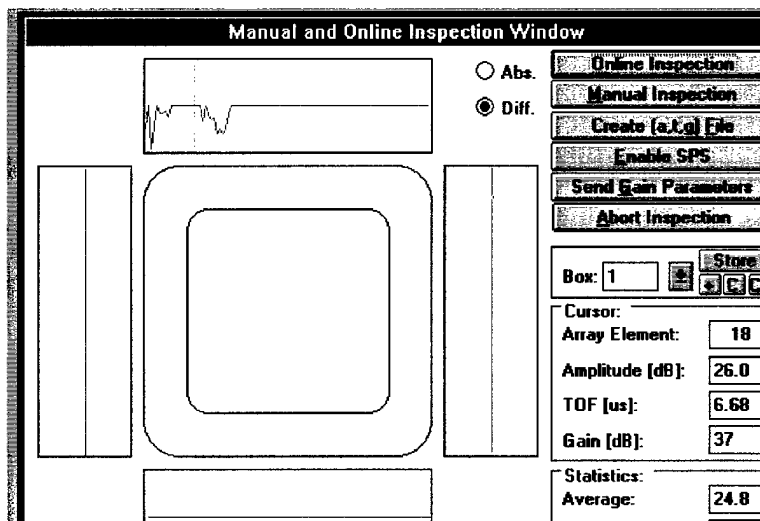 Manual and Online Inspection Window
Abs.
Diff.
Online Inspection
Manual Inspection
Create (a,t,g) File
Enable SPS
Send Gain Parameters
Abort Inspection
Box: 1
Store
C
Cursor:
Array Element: 18
Amplitude [dB]: 26.0
TOF [us]: 6.68
Gain [dB]: 37
Statistics:
Average: 24.8